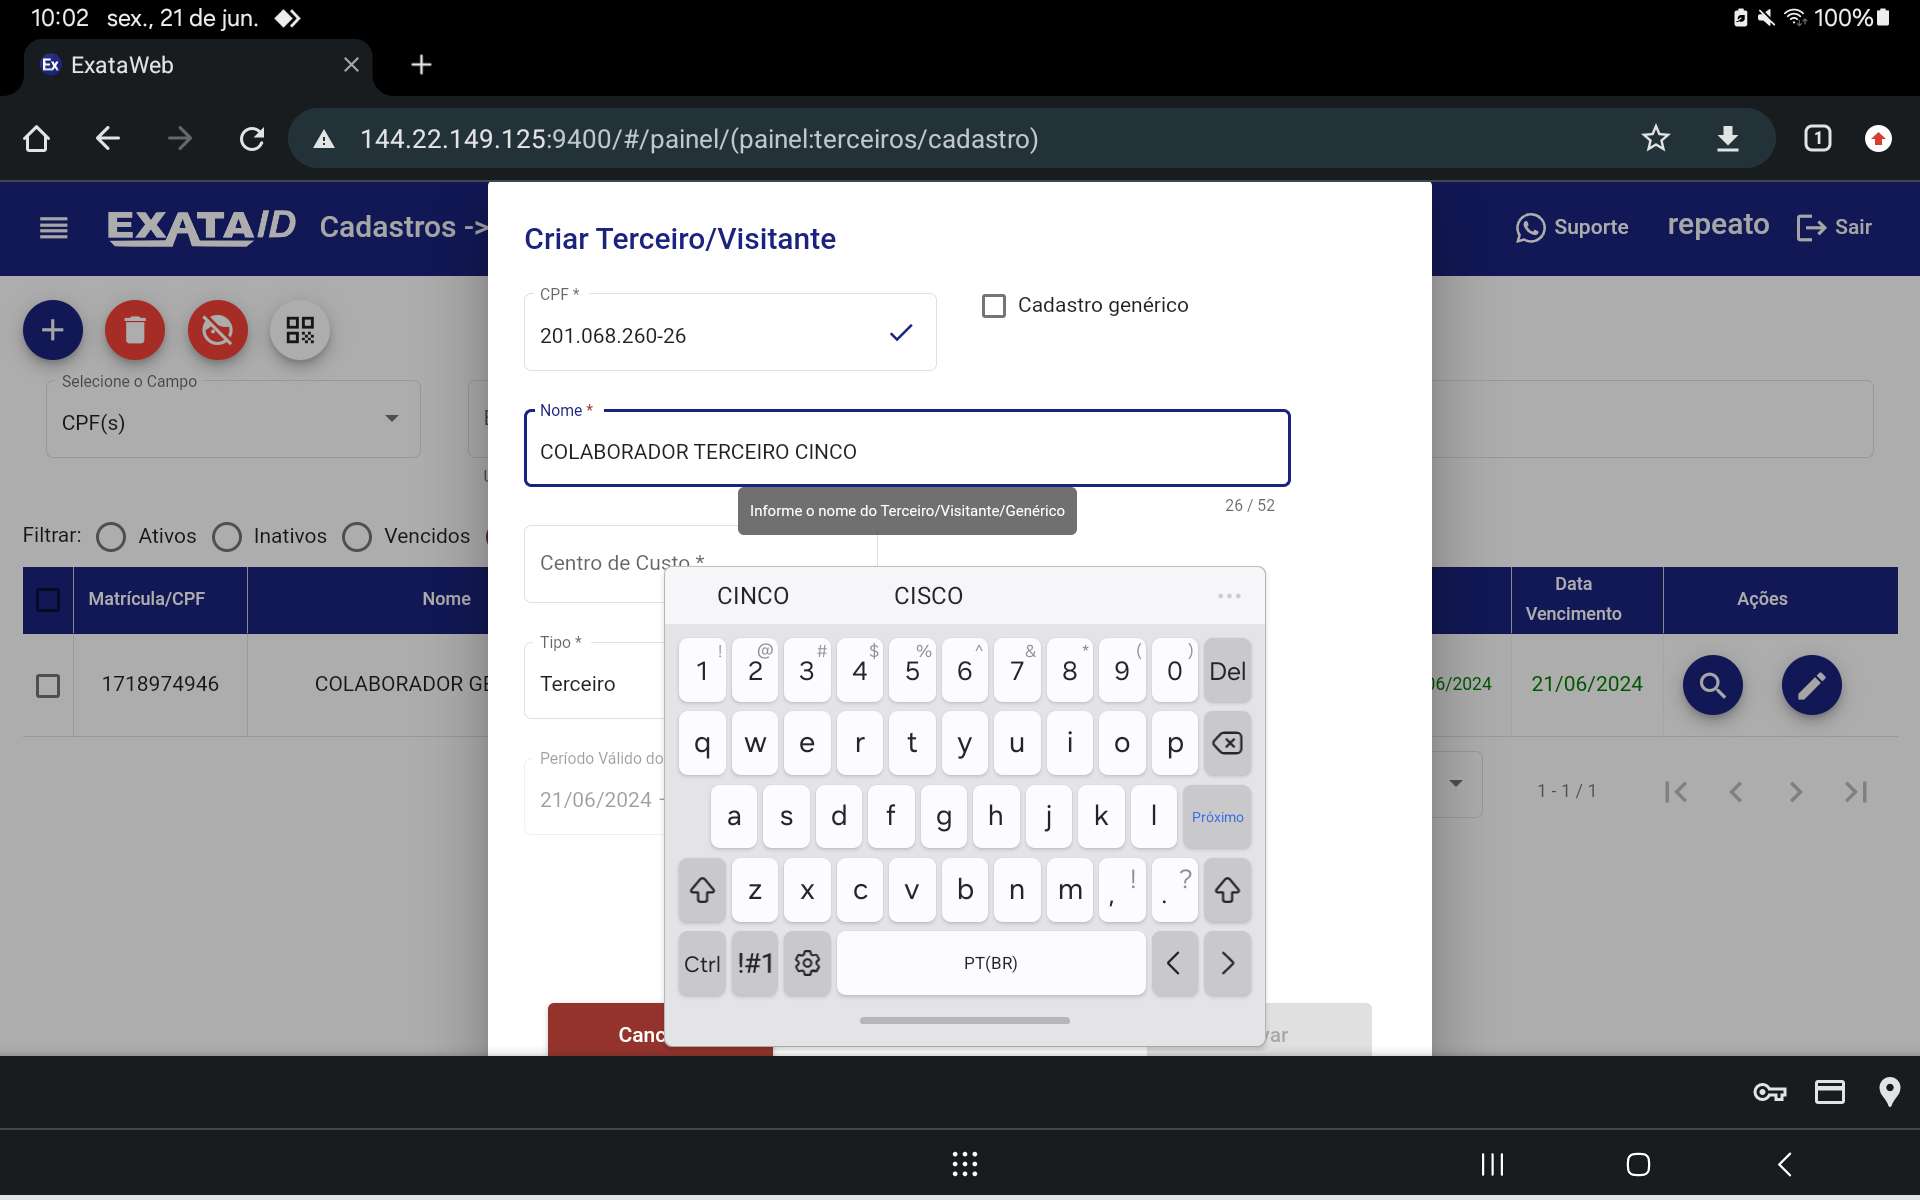 10:02 sex., 21 de jun. 100%
Ex ExataWeb
144.22.149.125:9400/#/painel/(painel:terceiros/cadastro) 1
EXATAID Cadastros -> Suporte repeato Sair
Criar Terceiro/Visitante
CPF *
201.068.260-26
Cadastro genérico
Selecione o Campo
CPF(s)
Nome *
COLABORADOR TERCEIRO CINCO
26 / 52
Informe o nome do Terceiro/Visitante/Genérico
Filtrar: Ativos Inativos Vencidos
Centro de Custo *
Matrícula/CPF Nome Data Vencimento Ações
Tipo *
Terceiro
1718974946 COLABORADOR GE 06/2024 21/06/2024
Período Válido do
21/06/2024 -
1 - 1 / 1
CINCO CISCO ...
! @ # $ % ^ & * ( )
1 2 3 4 5 6 7 8 9 0 Del
q w e r t y u i o p
a s d f g h j k l Próximo
z x c v b n m , ! . ?
Ctrl !#1 PT(BR) < >
Canc var